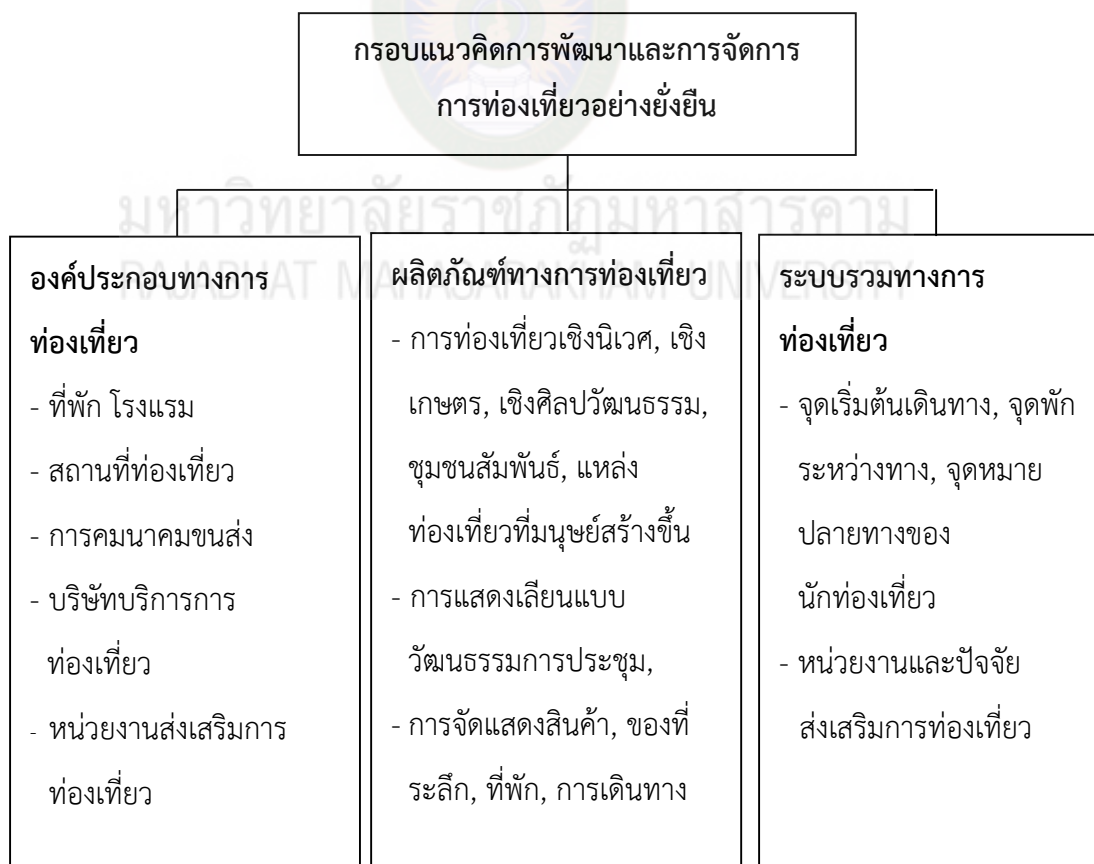 กรอบแนวคิดการพัฒนาและการจัดการ
การท่องเที่ยวอย่างยั่งยืน
มหาวิทยาลัยราชภัฏมหาสารคาม
RAJABHAT MAHASARAKHAM UNIVERSITY
องค์ประกอบทางการ
ท่องเที่ยว
- ที่พัก โรงแรม
- สถานที่ท่องเที่ยว
- การคมนาคมขนส่ง
- บริษัทบริการการ
ท่องเที่ยว
- หน่วยงานส่งเสริมการ
ท่องเที่ยว
ผลิตภัณฑ์ทางการท่องเที่ยว
- การท่องเที่ยวเชิงนิเวศ, เชิง
เกษตร, เชิงศิลปวัฒนธรรม,
ชุมชนสัมพันธ์, แหล่ง
ท่องเที่ยวที่มนุษย์สร้างขึ้น
- การแสดงเลียนแบบ
วัฒนธรรมการประชุม,
- การจัดแสดงสินค้า, ของที่
ระลึก, ที่พัก, การเดินทาง
ระบบรวมทางการ
ท่องเที่ยว
- จุดเริ่มต้นเดินทาง, จุดพัก
ระหว่างทาง, จุดหมาย
ปลายทางของ
นักท่องเที่ยว
- หน่วยงานและปัจจัย
ส่งเสริมการท่องเที่ยว